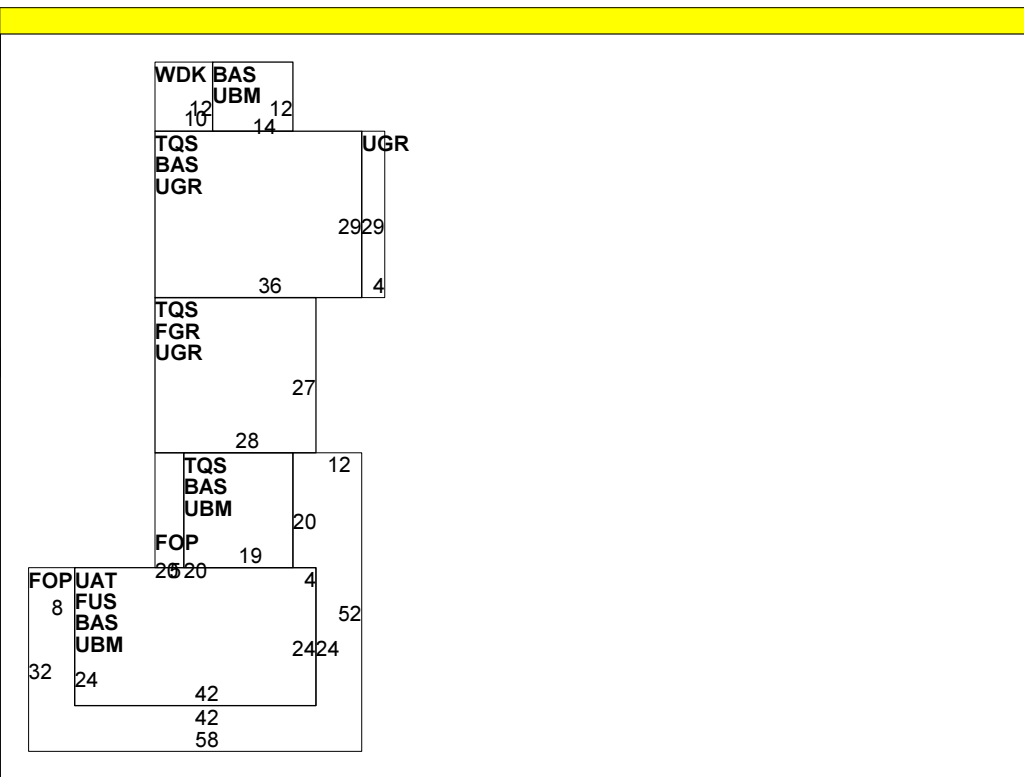 WDK BAS
UBM
12 12
10
14
TQS UGR
BAS
UGR
29 29
36 4
TQS
FGR
UGR
27
28
TQS 12
BAS
UBM
20
FOP
19
20 5 20
FOP UAT 4
8 FUS
BAS
52
UBM
24 24
32 24
42
42
58